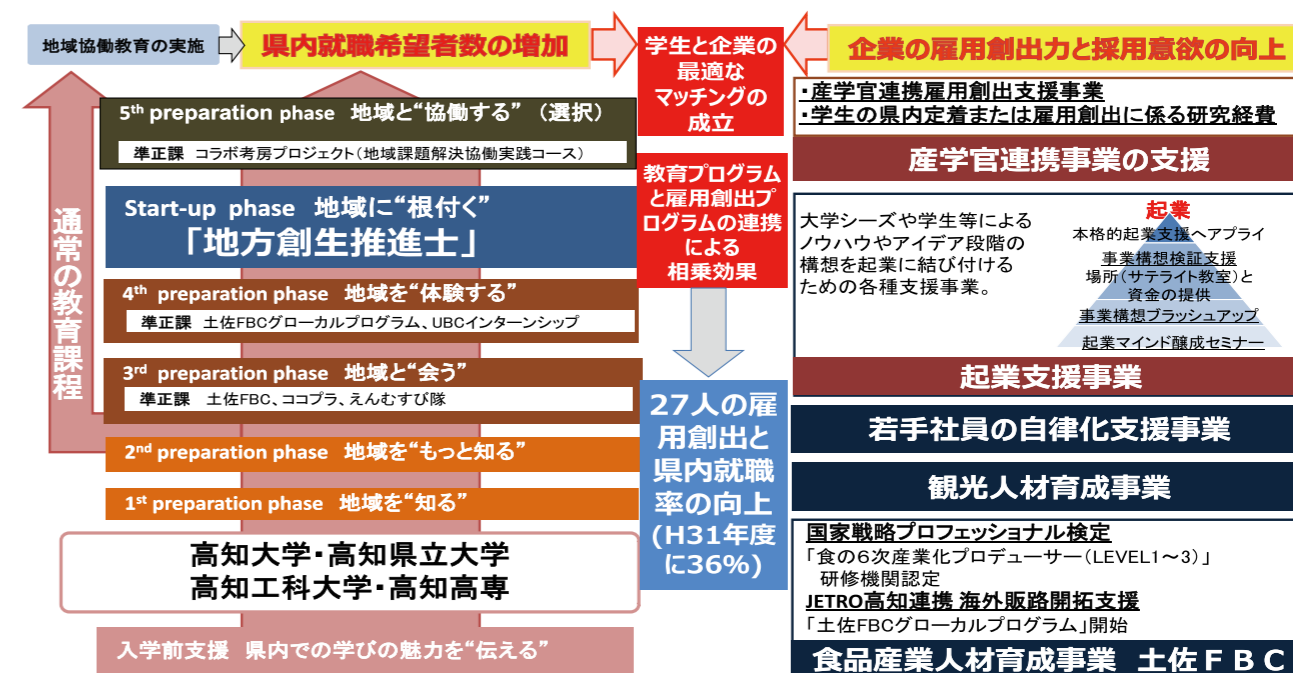 地域協働教育の実施
県内就職希望者数の増加
通常の教育課程
5th preparation phase 地域と“協働する” （選択）
準正課 コラボ考房プロジェクト（地域課題解決協働実践コース）
Start-up phase 地域に“根付く”
「地方創生推進士」
4th preparation phase 地域を“体験する”
準正課 土佐FBCグローカルプログラム、UBCインターンシップ
3rd preparation phase 地域と“会う”
準正課 土佐FBC、ココプラ、えんむすび隊
2nd preparation phase 地域を“もっと知る”
1st preparation phase 地域を“知る”
高知大学・高知県立大学
高知工科大学・高知高専
入学前支援 県内での学びの魅力を“伝える”
学生と企業の
最適な
マッチングの
成立
教育プログラム
と雇用創出プ
ログラムの連携
による
相乗効果
27人の雇
用創出と
県内就職
率の向上
(H31年度
に36%)
企業の雇用創出力と採用意欲の向上
・産学官連携雇用創出支援事業
・学生の県内定着または雇用創出に係る研究経費
産学官連携事業の支援
大学シーズや学生等による
ノウハウやアイデア段階の
構想を起業に結び付ける
ための各種支援事業。
起業
本格的起業支援へアプライ
事業構想検証支援
場所（サテライト教室）と
資金の提供
事業構想ブラッシュアップ
起業マインド醸成セミナー
起業支援事業
若手社員の自律化支援事業
観光人材育成事業
国家戦略プロフェッショナル検定
「食の６次産業化プロデューサー（LEVEL1～3）」
研修機関認定
JETRO高知連携 海外販路開拓支援
「土佐FBCグローカルプログラム」開始
食品産業人材育成事業 土佐ＦＢＣ